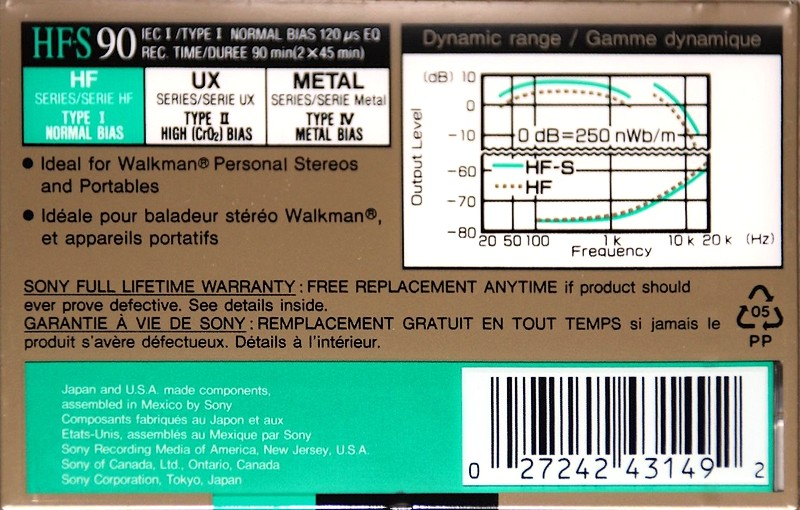 HF-S 90 IEC I /TYPE I NORMAL BIAS 120 µs EQ
REC. TIME/DUREE 90 min(2×45 min)
HF
SERIES/SERIE HF
TYPE I
NORMAL BIAS
UX
SERIES/SERIE UX
TYPE II
HIGH (CrO₂) BIAS
METAL
SERIES/SERIE Metal
TYPE IV
METAL BIAS
● Ideal for Walkman® Personal Stereos
and Portables
● Idéale pour baladeur stéréo Walkman®,
et appareils portatifs
Dynamic range / Gamme dynamique
(dB) 10
0
-10
-60
-70
-80
Output Level
0 dB=250 nWb/m
HF-S
HF
20 50 100 1 k 10 k 20 k (Hz)
Frequency
SONY FULL LIFETIME WARRANTY : FREE REPLACEMENT ANYTIME if product should
ever prove defective. See details inside.
GARANTIE À VIE DE SONY : REMPLACEMENT GRATUIT EN TOUT TEMPS si jamais le
produit s'avère défectueux. Détails à l'intérieur.
05
PP
Japan and U.S.A. made components,
assembled in Mexico by Sony
Composants fabriqués au Japon et aux
Etats-Unis, assemblés au Mexique par Sony
Sony Recording Media of America, New Jersey, U.S.A.
Sony of Canada, Ltd., Ontario, Canada
Sony Corporation, Tokyo, Japan
0 27242 43149 2